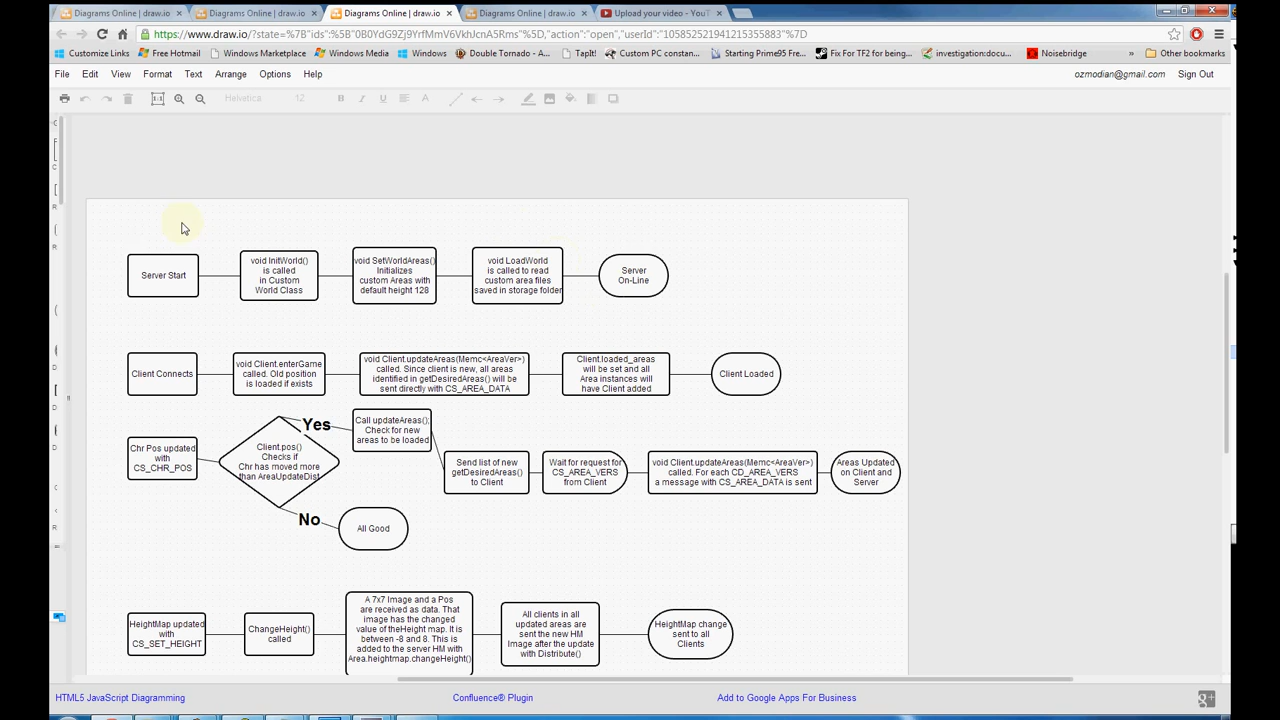 Diagrams Online | draw.io
Diagrams Online | draw.io
Diagrams Online | draw.io
Diagrams Online | draw.io
Upload your video - YouT...
https://www.draw.io/?state=%7B"ids"%5B%0B0YdG9Zj9YrfMmV6VkhUa0JA5Rms"%5D,"action":"open","userId":"105852521941215355883"%7D
Customize Links
Free Hotmail
Windows Marketplace
Windows Media
Windows
Double Tornado - A...
TapIt!
Custom PC constan...
Starting Prime95 Fre...
Fix For TF2 for being...
investigation:docu...
Noisebridge
»
Other bookmarks
File Edit View Format Text Arrange Options Help
ozmodian@gmail.com Sign Out
Helvetica 12 B I U A
Server Start
void InitWorld()
is called
in Custom
World Class
void SetWorldAreas()
Initializes
custom Areas with
default height 128
void LoadWorld
is called to read
custom area files
saved in storage folder
Server
On-Line
Client Connects
void Client.enterGame
called. Old position
is loaded if exists
void Client.updateAreas(Memc<AreaVer>)
called. Since client is new, all areas
identified in getDesiredAreas() will be
sent directly with CS_AREA_DATA
Client.loaded_areas
will be set and all
Area instances will
have Client added
Client Loaded
Chr Pos updated
with
CS_CHR_POS
Client.pos()
Checks if
Chr has moved more
than AreaUpdateDist
Yes
Call updateAreas();
Check for new
areas to be loaded
Send list of new
getDesiredAreas()
to Client
Wait for request for
CS_AREA_VERS
from Client
void Client.updateAreas(Memc<AreaVer>)
called. For each CD_AREA_VERS
a message with CS_AREA_DATA is sent
Areas Updated
on Client and
Server
No
All Good
HeightMap updated
with
CS_SET_HEIGHT
ChangeHeight()
called
A 7x7 Image and a Pos
are received as data. That
image has the changed
value of theHeight map. It is
between -8 and 8. This is
added to the server HM with
Area.heightmap.changeHeight()
All clients in all
updated areas are
sent the new HM
Image after the update
with Distribute()
HeightMap change
sent to all
Clients
HTML5 JavaScript Diagramming
Confluence® Plugin
Add to Google Apps For Business